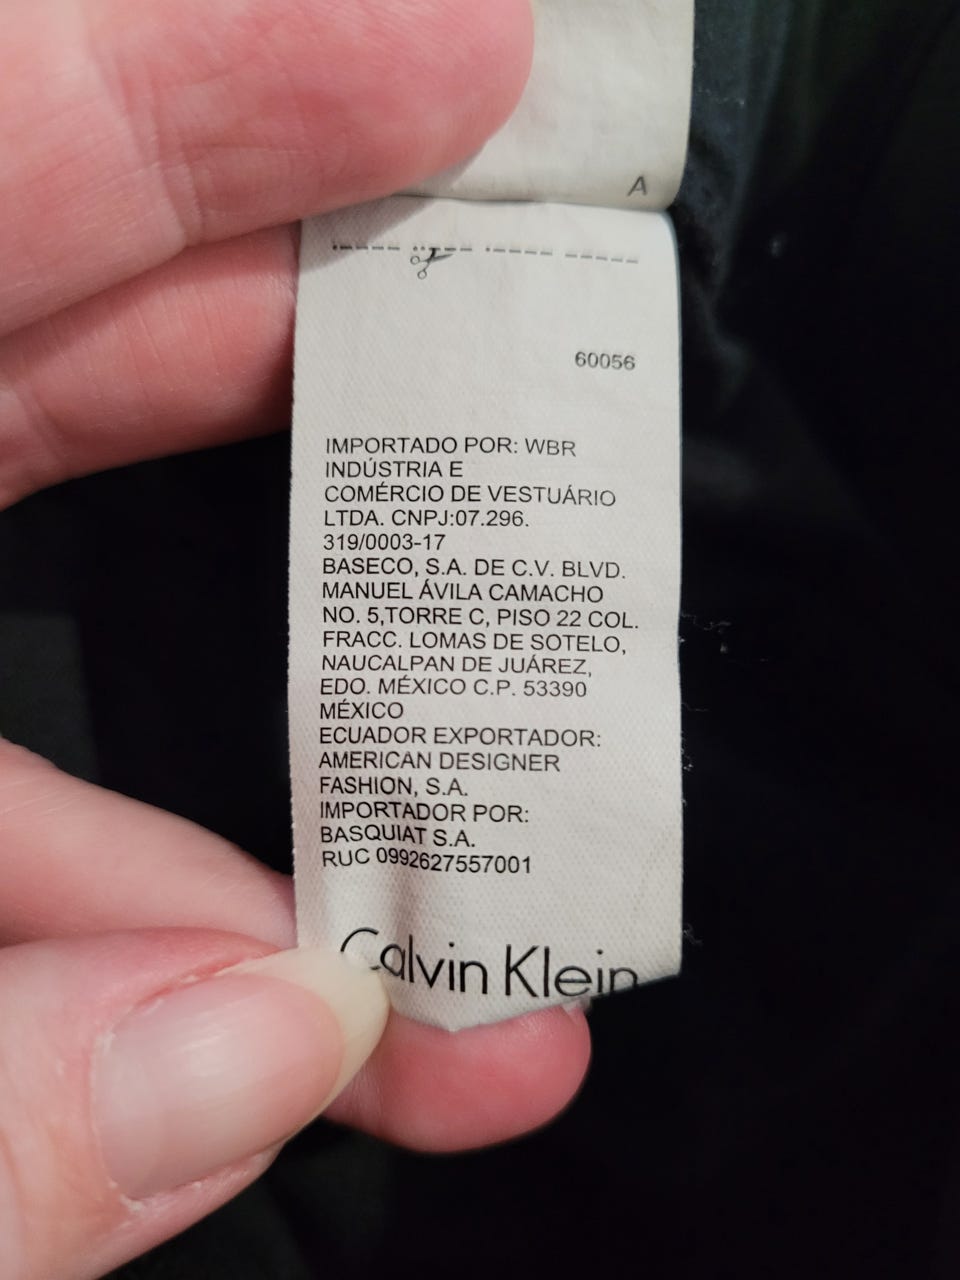 A
60056
IMPORTADO POR: WBR
INDÚSTRIA E
COMÉRCIO DE VESTUÁRIO
LTDA. CNPJ:07.296.
319/0003-17
BASECO, S.A. DE C.V. BLVD.
MANUEL ÁVILA CAMACHO
NO. 5,TORRE C, PISO 22 COL.
FRACC. LOMAS DE SOTELO,
NAUCALPAN DE JUÁREZ,
EDO. MÉXICO C.P. 53390
MÉXICO
ECUADOR EXPORTADOR:
AMERICAN DESIGNER
FASHION, S.A.
IMPORTADOR POR:
BASQUIAT S.A.
RUC 0992627557001
Calvin Klein